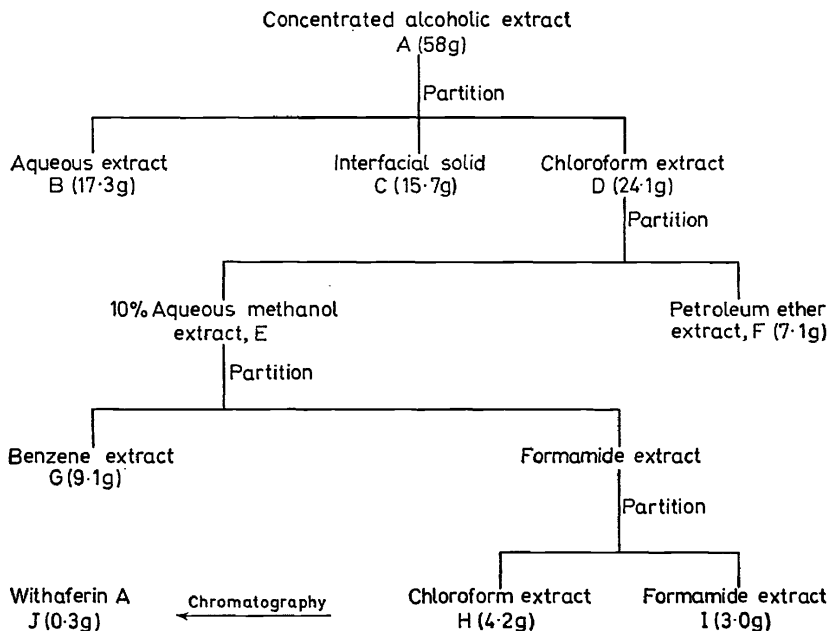 Concentrated alcoholic extract
A (58g)
Partition
Aqueous extract
B (17·3g)
Interfacial solid
C (15·7g)
Chloroform extract
D (24·1g)
Partition
10% Aqueous methanol
extract, E
Petroleum ether
extract, F (7·1g)
Partition
Benzene extract
G (9·1g)
Formamide extract
Partition
Withaferin A
J (0·3g)
Chromatography
Chloroform extract
H (4·2g)
Formamide extract
I (3·0g)